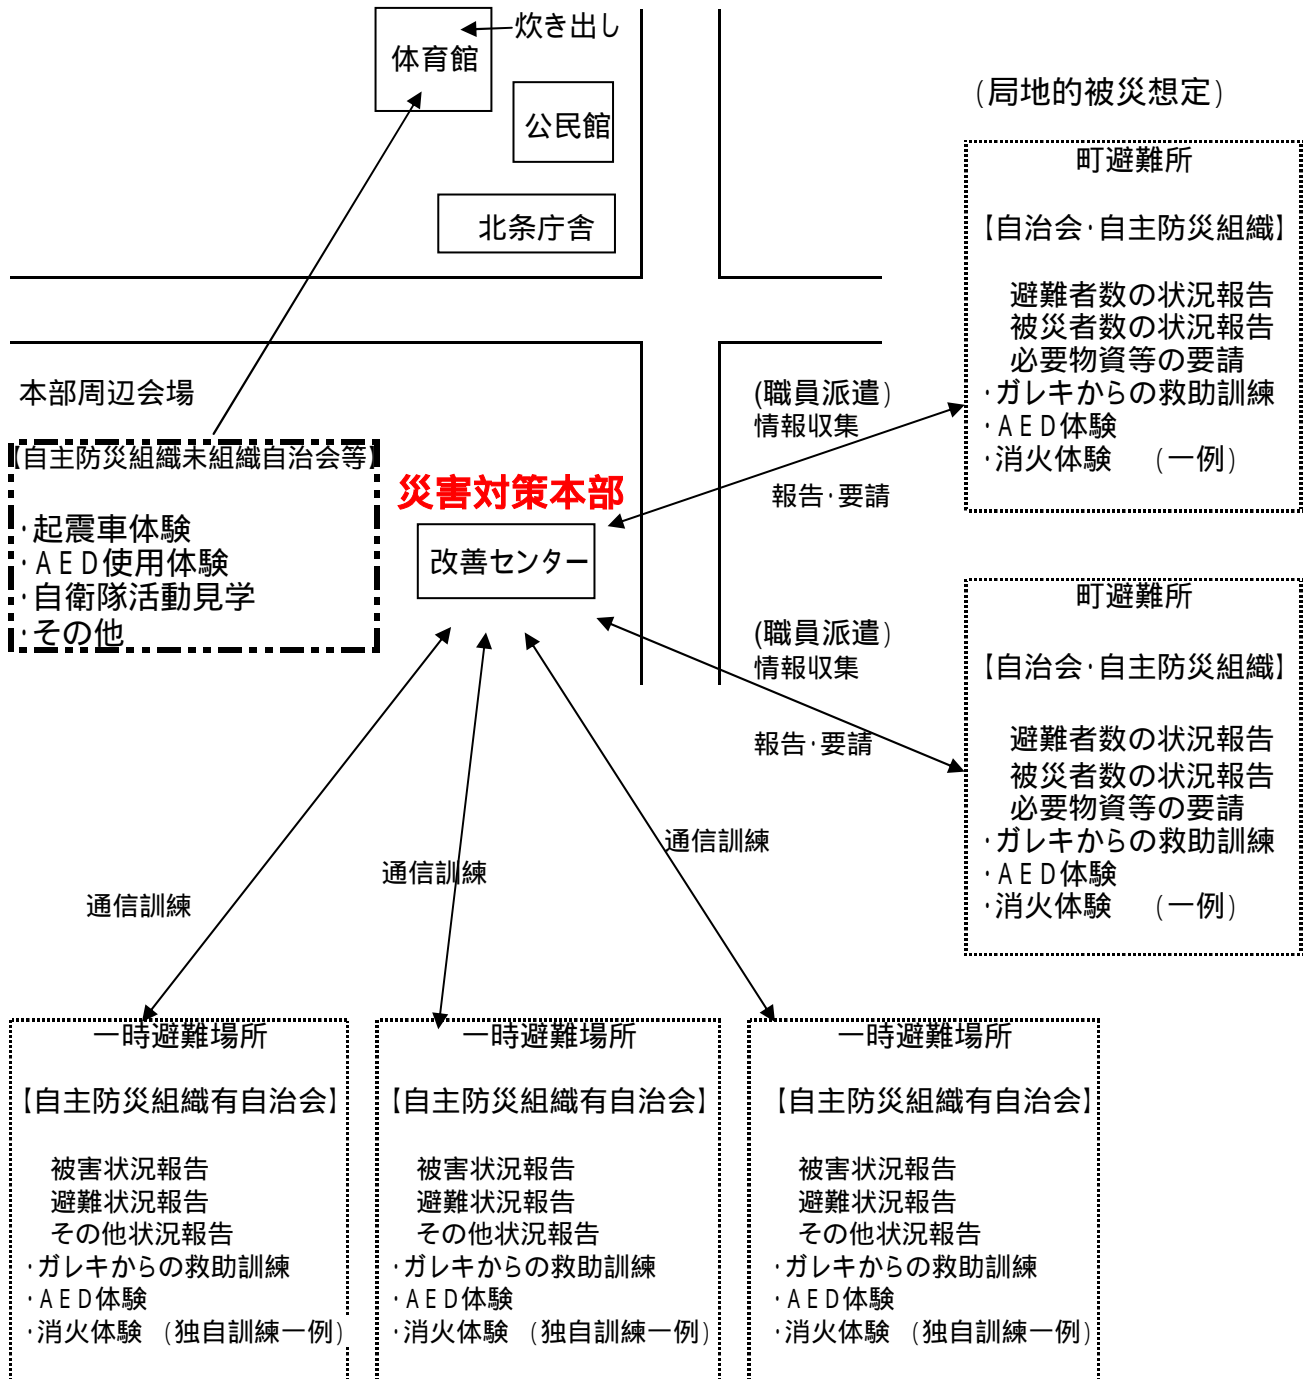 炊き出し
体育館
公民館
北条庁舎
(局地的被災想定)
町避難所
【自治会・自主防災組織】
避難者数の状況報告
被災者数の状況報告
必要物資等の要請
・ガレキからの救助訓練
・AED体験
・消火体験 (一例)
本部周辺会場
【自主防災組織未組織自治会等】
・起震車体験
・AED使用体験
・自衛隊活動見学
・その他
災害対策本部
改善センター
(職員派遣)
情報収集
報告・要請
(職員派遣)
情報収集
報告・要請
町避難所
【自治会・自主防災組織】
避難者数の状況報告
被災者数の状況報告
必要物資等の要請
・ガレキからの救助訓練
・AED体験
・消火体験 (一例)
通信訓練
通信訓練
通信訓練
一時避難場所
【自主防災組織有自治会】
被害状況報告
避難状況報告
その他状況報告
・ガレキからの救助訓練
・AED体験
・消火体験 (独自訓練一例)
一時避難場所
【自主防災組織有自治会】
被害状況報告
避難状況報告
その他状況報告
・ガレキからの救助訓練
・AED体験
・消火体験 (独自訓練一例)
一時避難場所
【自主防災組織有自治会】
被害状況報告
避難状況報告
その他状況報告
・ガレキからの救助訓練
・AED体験
・消火体験 (独自訓練一例)